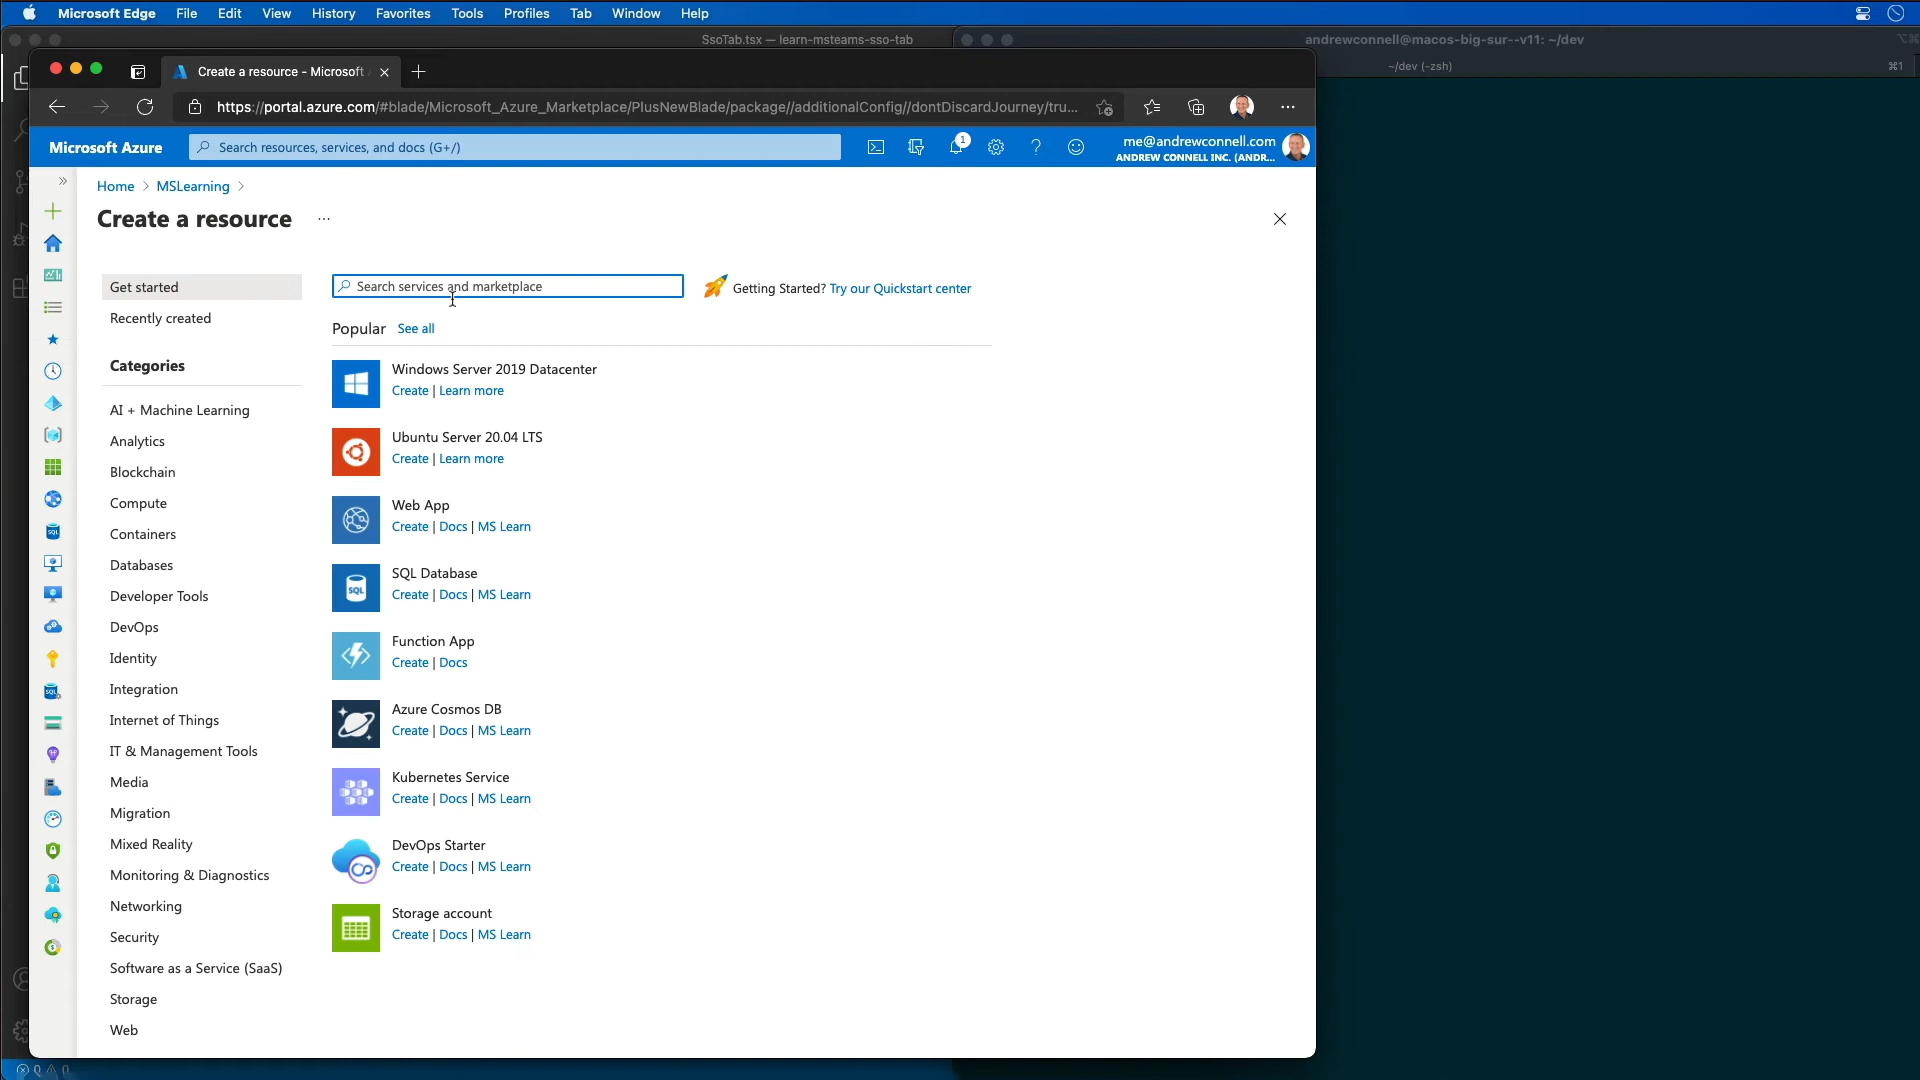 Microsoft Edge File Edit View History Favorites Tools Profiles Tab Window Help
SsoTab.tsx — learn-msteams-sso-tab
andrewconnell@macos-big-sur--v11: ~/dev
~/dev (-zsh)
⌘1
Create a resource - Microsoft
https://portal.azure.com/#blade/Microsoft_Azure_Marketplace/PlusNewBlade/package//additionalConfig//dontDiscardJourney/tru...
Microsoft Azure
Search resources, services, and docs (G+/)
1
me@andrewconnell.com
ANDREW CONNELL INC. (ANDR...
Home > MSLearning >
Create a resource ...
Get started
Recently created
Categories
AI + Machine Learning
Analytics
Blockchain
Compute
Containers
Databases
Developer Tools
DevOps
Identity
Integration
Internet of Things
IT & Management Tools
Media
Migration
Mixed Reality
Monitoring & Diagnostics
Networking
Security
Software as a Service (SaaS)
Storage
Web
Search services and marketplace
Getting Started? Try our Quickstart center
Popular See all
Windows Server 2019 Datacenter
Create | Learn more
Ubuntu Server 20.04 LTS
Create | Learn more
Web App
Create | Docs | MS Learn
SQL
SQL Database
Create | Docs | MS Learn
Function App
Create | Docs
Azure Cosmos DB
Create | Docs | MS Learn
Kubernetes Service
Create | Docs | MS Learn
DevOps Starter
Create | Docs | MS Learn
Storage account
Create | Docs | MS Learn
0 0